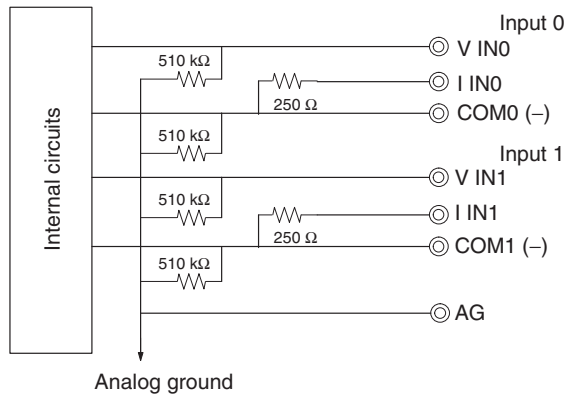 Input 0
V IN0
510 kΩ
I IN0
250 Ω
COM0 (–)
510 kΩ
Input 1
V IN1
510 kΩ
I IN1
250 Ω
COM1 (–)
510 kΩ
AG
Internal circuits
Analog ground